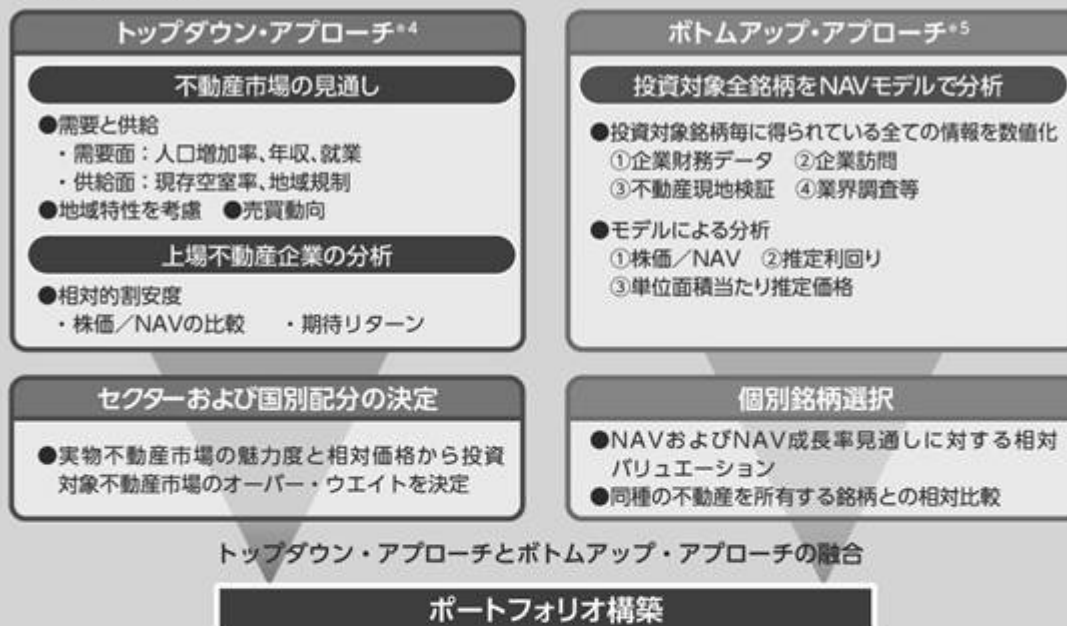 トップダウン・アプローチ*4
不動産市場の見通し
●需要と供給
・需要面：人口増加率、年収、就業
・供給面：現存空室率、地域規制
●地域特性を考慮 ●売買動向
上場不動産企業の分析
●相対的割安度
・株価／NAVの比較 ・期待リターン
セクターおよび国別配分の決定
●実物不動産市場の魅力度と相対価格から投資
対象不動産市場のオーバー・ウエイトを決定
ボトムアップ・アプローチ*5
投資対象全銘柄をNAVモデルで分析
●投資対象銘柄毎に得られている全ての情報を数値化
①企業財務データ ②企業訪問
③不動産現地検証 ④業界調査等
●モデルによる分析
①株価／NAV ②推定利回り
③単位面積当たり推定価格
個別銘柄選択
●NAVおよびNAV成長率見通しに対する相対
バリュエーション
●同種の不動産を所有する銘柄との相対比較
トップダウン・アプローチとボトムアップ・アプローチの融合
ポートフォリオ構築